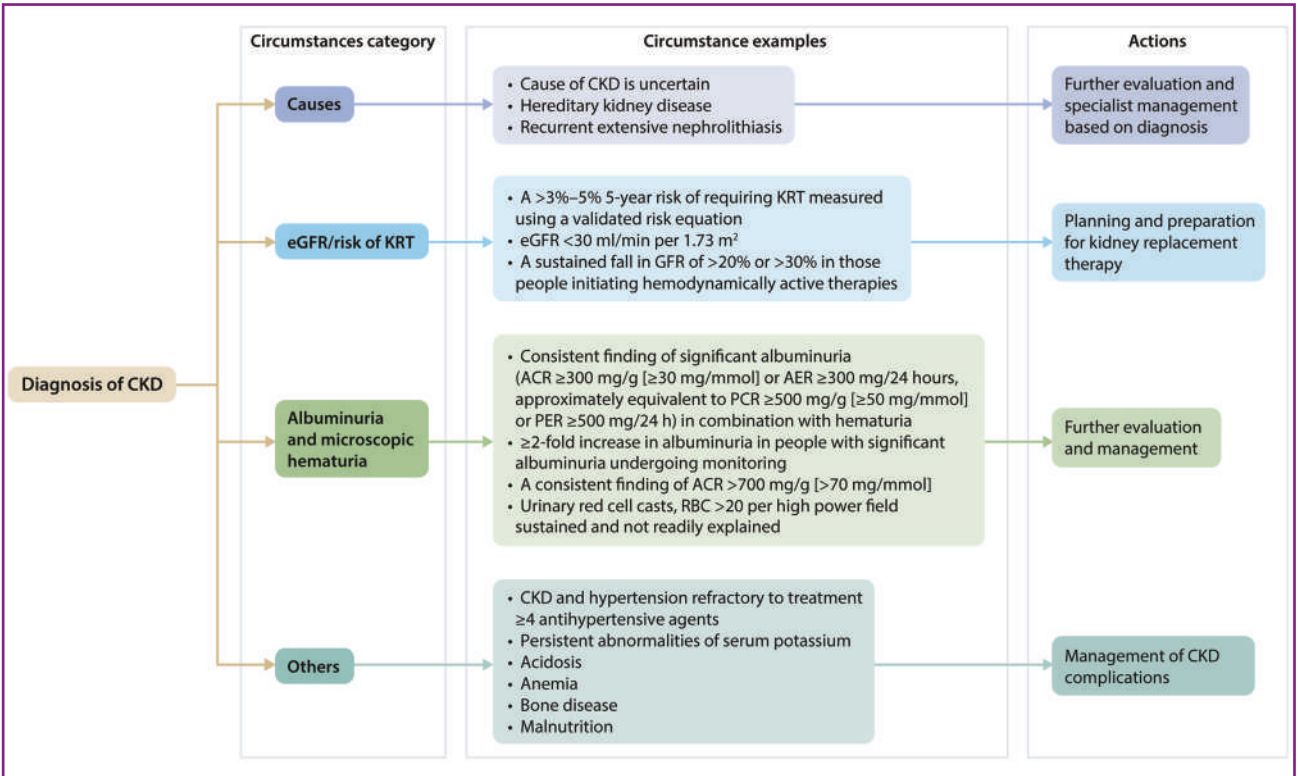 Circumstances category
Circumstance examples
Actions
Diagnosis of CKD
Causes
• Cause of CKD is uncertain
• Hereditary kidney disease
• Recurrent extensive nephrolithiasis
Further evaluation and
specialist management
based on diagnosis
eGFR/risk of KRT
• A >3%–5% 5-year risk of requiring KRT measured
using a validated risk equation
• eGFR <30 ml/min per 1.73 m²
• A sustained fall in GFR of >20% or >30% in those
people initiating hemodynamically active therapies
Planning and preparation
for kidney replacement
therapy
Albuminuria
and microscopic
hematuria
• Consistent finding of significant albuminuria
(ACR ≥300 mg/g [≥30 mg/mmol] or AER ≥300 mg/24 hours,
approximately equivalent to PCR ≥500 mg/g [≥50 mg/mmol]
or PER ≥500 mg/24 h) in combination with hematuria
• ≥2-fold increase in albuminuria in people with significant
albuminuria undergoing monitoring
• A consistent finding of ACR >700 mg/g [>70 mg/mmol]
• Urinary red cell casts, RBC >20 per high power field
sustained and not readily explained
Further evaluation
and management
Others
• CKD and hypertension refractory to treatment
≥4 antihypertensive agents
• Persistent abnormalities of serum potassium
• Acidosis
• Anemia
• Bone disease
• Malnutrition
Management of CKD
complications